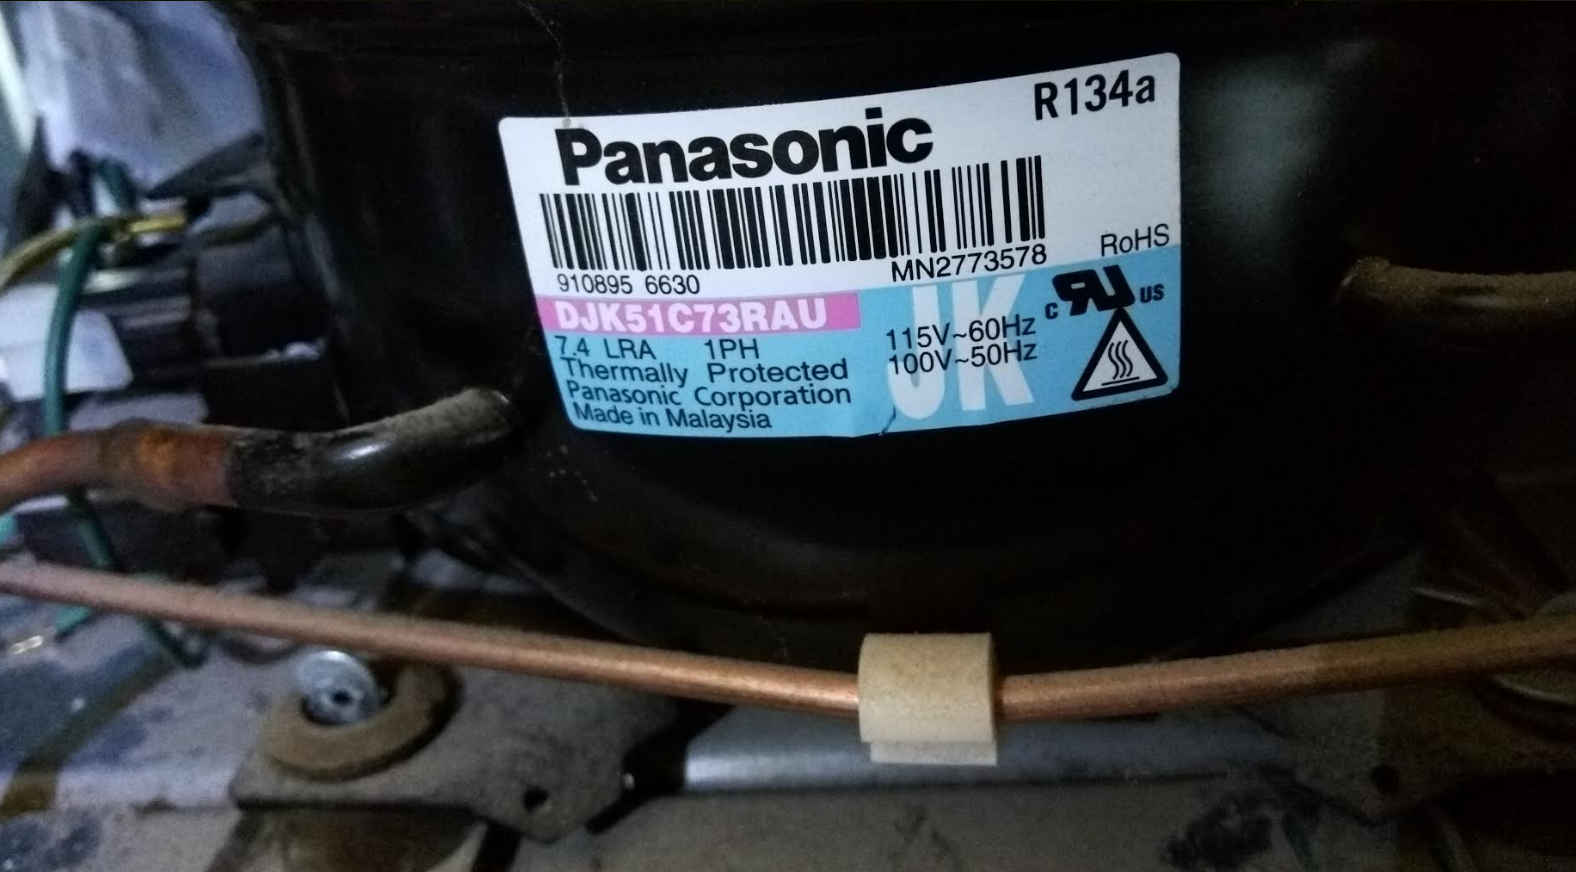 R134a
Panasonic
910895 6630 MN2773578 RoHS
DJK51C73RAU
JK
7.4 LRA 1PH 115V~60Hz c RU US
Thermally Protected 100V~50Hz
Panasonic Corporation
Made in Malaysia